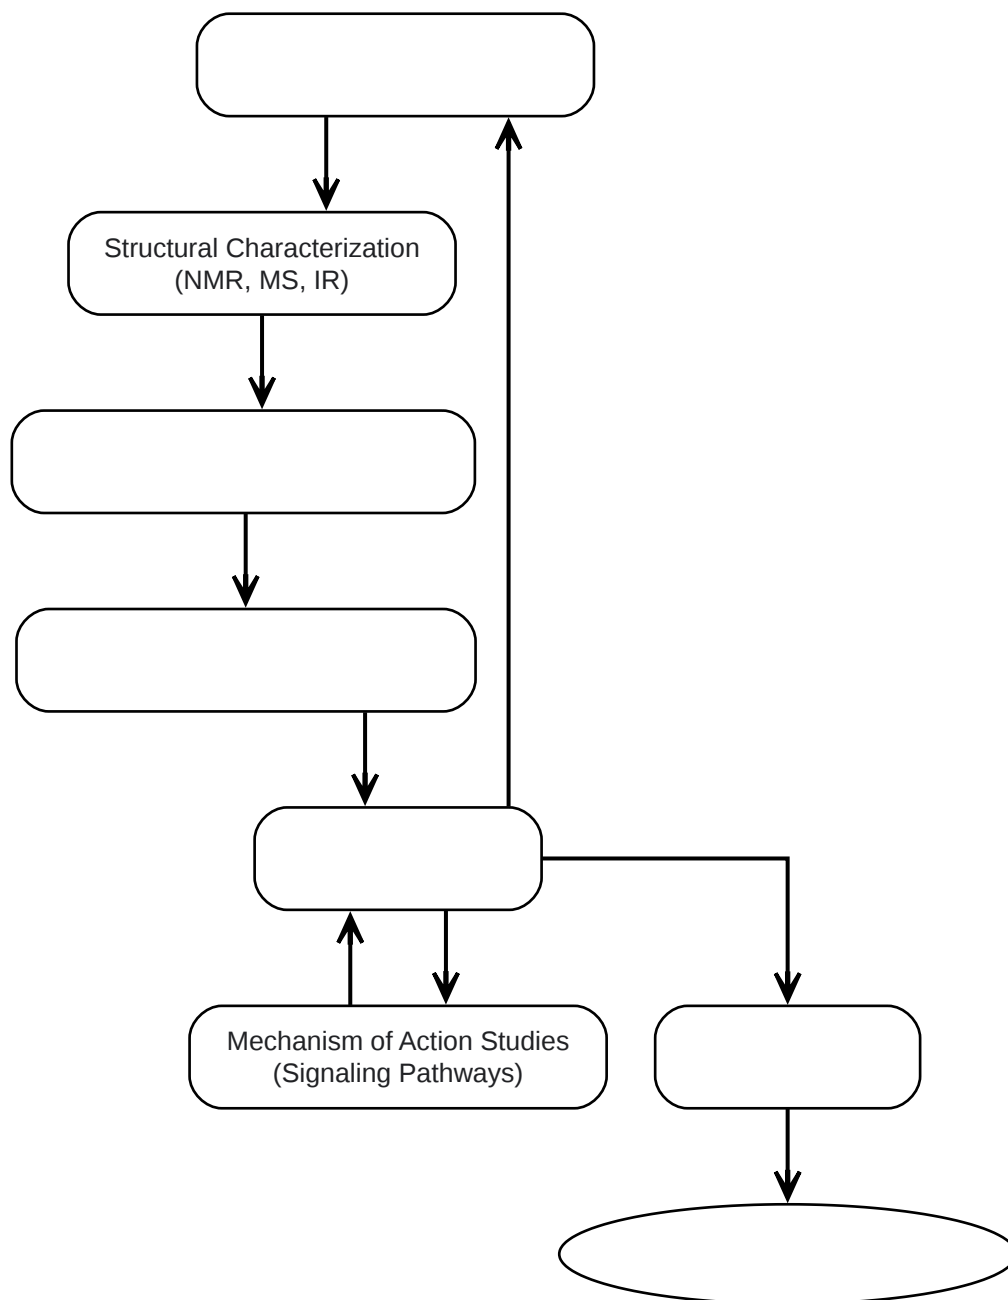 Structural Characterization
(NMR, MS, IR)
Mechanism of Action Studies
(Signaling Pathways)